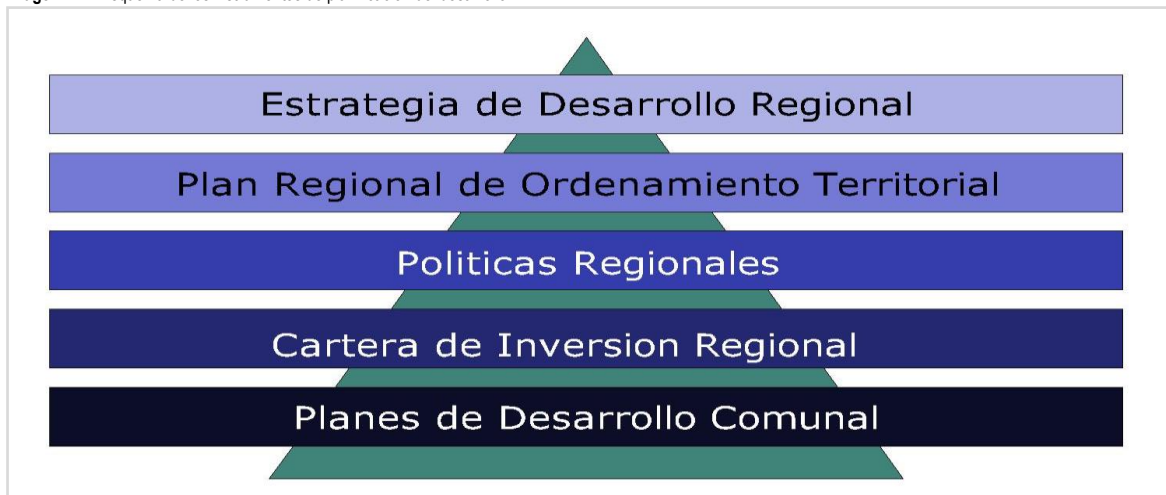 Estrategia de Desarrollo Regional
Plan Regional de Ordenamiento Territorial
Politicas Regionales
Cartera de Inversion Regional
Planes de Desarrollo Comunal